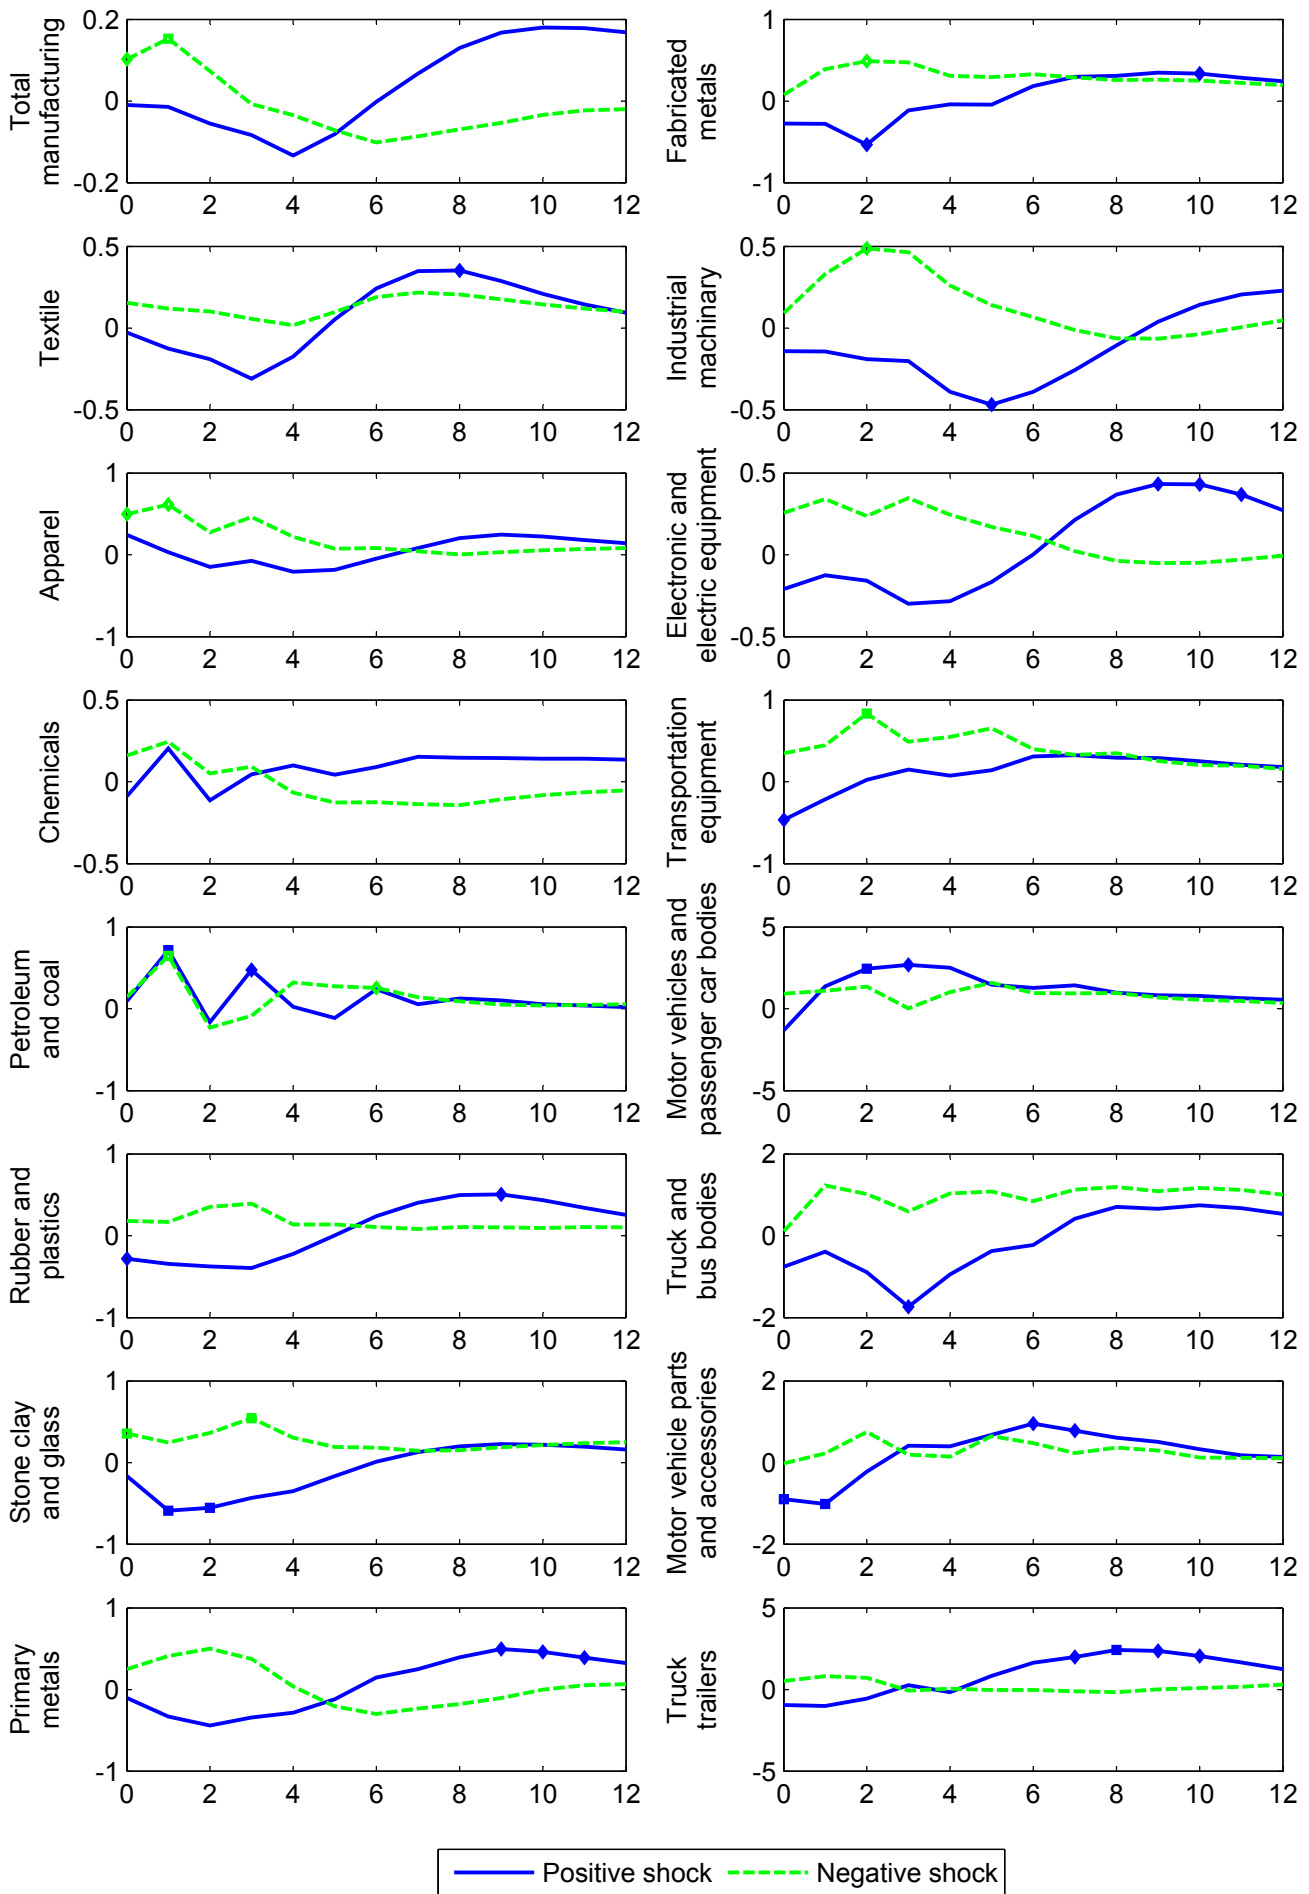 Total
manufacturing
0.2
0
-0.2
0 2 4 6 8 10 12
Fabricated
metals
1
0
-1
0 2 4 6 8 10 12
Textile
0.5
0
-0.5
0 2 4 6 8 10 12
Industrial
machinary
0.5
0
-0.5
0 2 4 6 8 10 12
Apparel
1
0
-1
0 2 4 6 8 10 12
Electronic and
electric equipment
0.5
0
-0.5
0 2 4 6 8 10 12
Chemicals
0.5
0
-0.5
0 2 4 6 8 10 12
Transportation
equipment
1
0
-1
0 2 4 6 8 10 12
Petroleum
and coal
1
0
-1
0 2 4 6 8 10 12
Motor vehicles and
passenger car bodies
5
0
-5
0 2 4 6 8 10 12
Rubber and
plastics
1
0
-1
0 2 4 6 8 10 12
Truck and
bus bodies
2
0
-2
0 2 4 6 8 10 12
Stone clay
and glass
1
0
-1
0 2 4 6 8 10 12
Motor vehicle parts
and accessories
2
0
-2
0 2 4 6 8 10 12
Primary
metals
1
0
-1
0 2 4 6 8 10 12
Truck
trailers
5
0
-5
0 2 4 6 8 10 12
Positive shock Negative shock